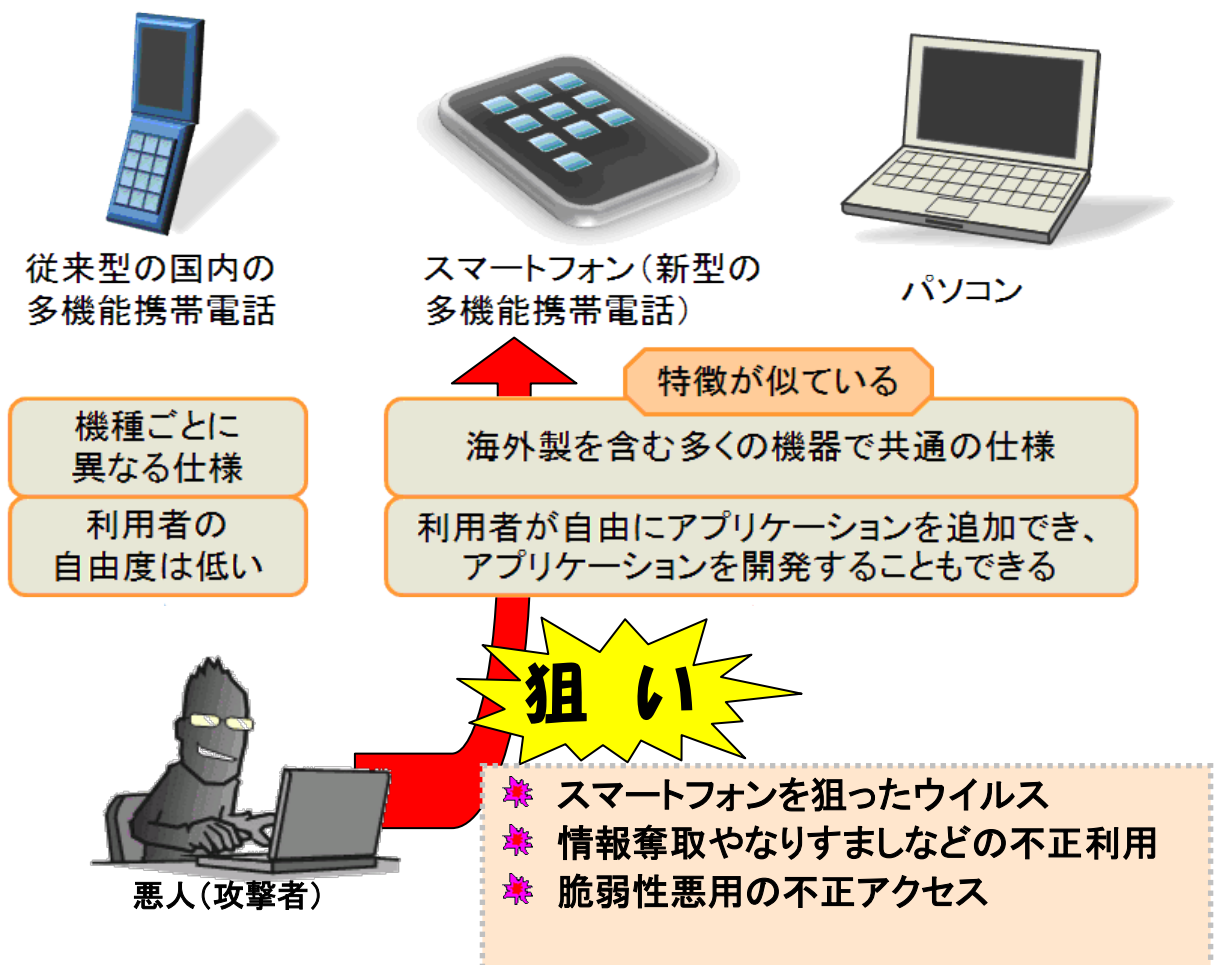 従来型の国内の
多機能携帯電話
スマートフォン（新型の
多機能携帯電話）
パソコン
特徴が似ている
機種ごとに
異なる仕様
海外製を含む多くの機器で共通の仕様
利用者の
自由度は低い
利用者が自由にアプリケーションを追加でき、
アプリケーションを開発することもできる
狙い
悪人（攻撃者）
スマートフォンを狙ったウイルス
情報奪取やなりすましなどの不正利用
脆弱性悪用の不正アクセス